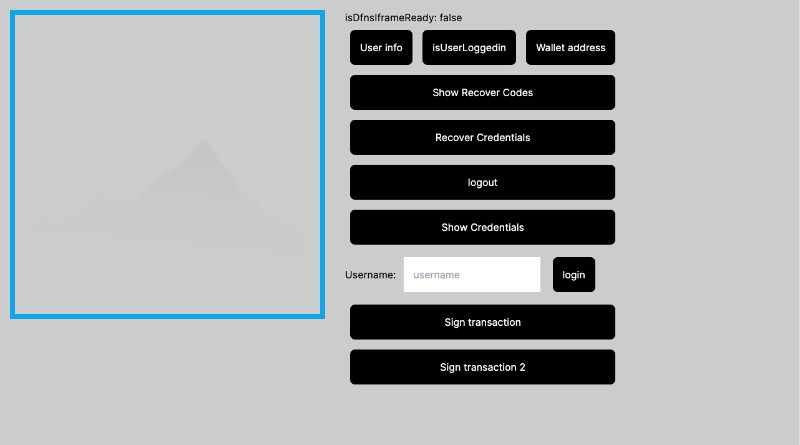 isDfnsIframeReady: false
User info isUserLoggedin Wallet address
Show Recover Codes
Recover Credentials
logout
Show Credentials
Username: username login
Sign transaction
Sign transaction 2